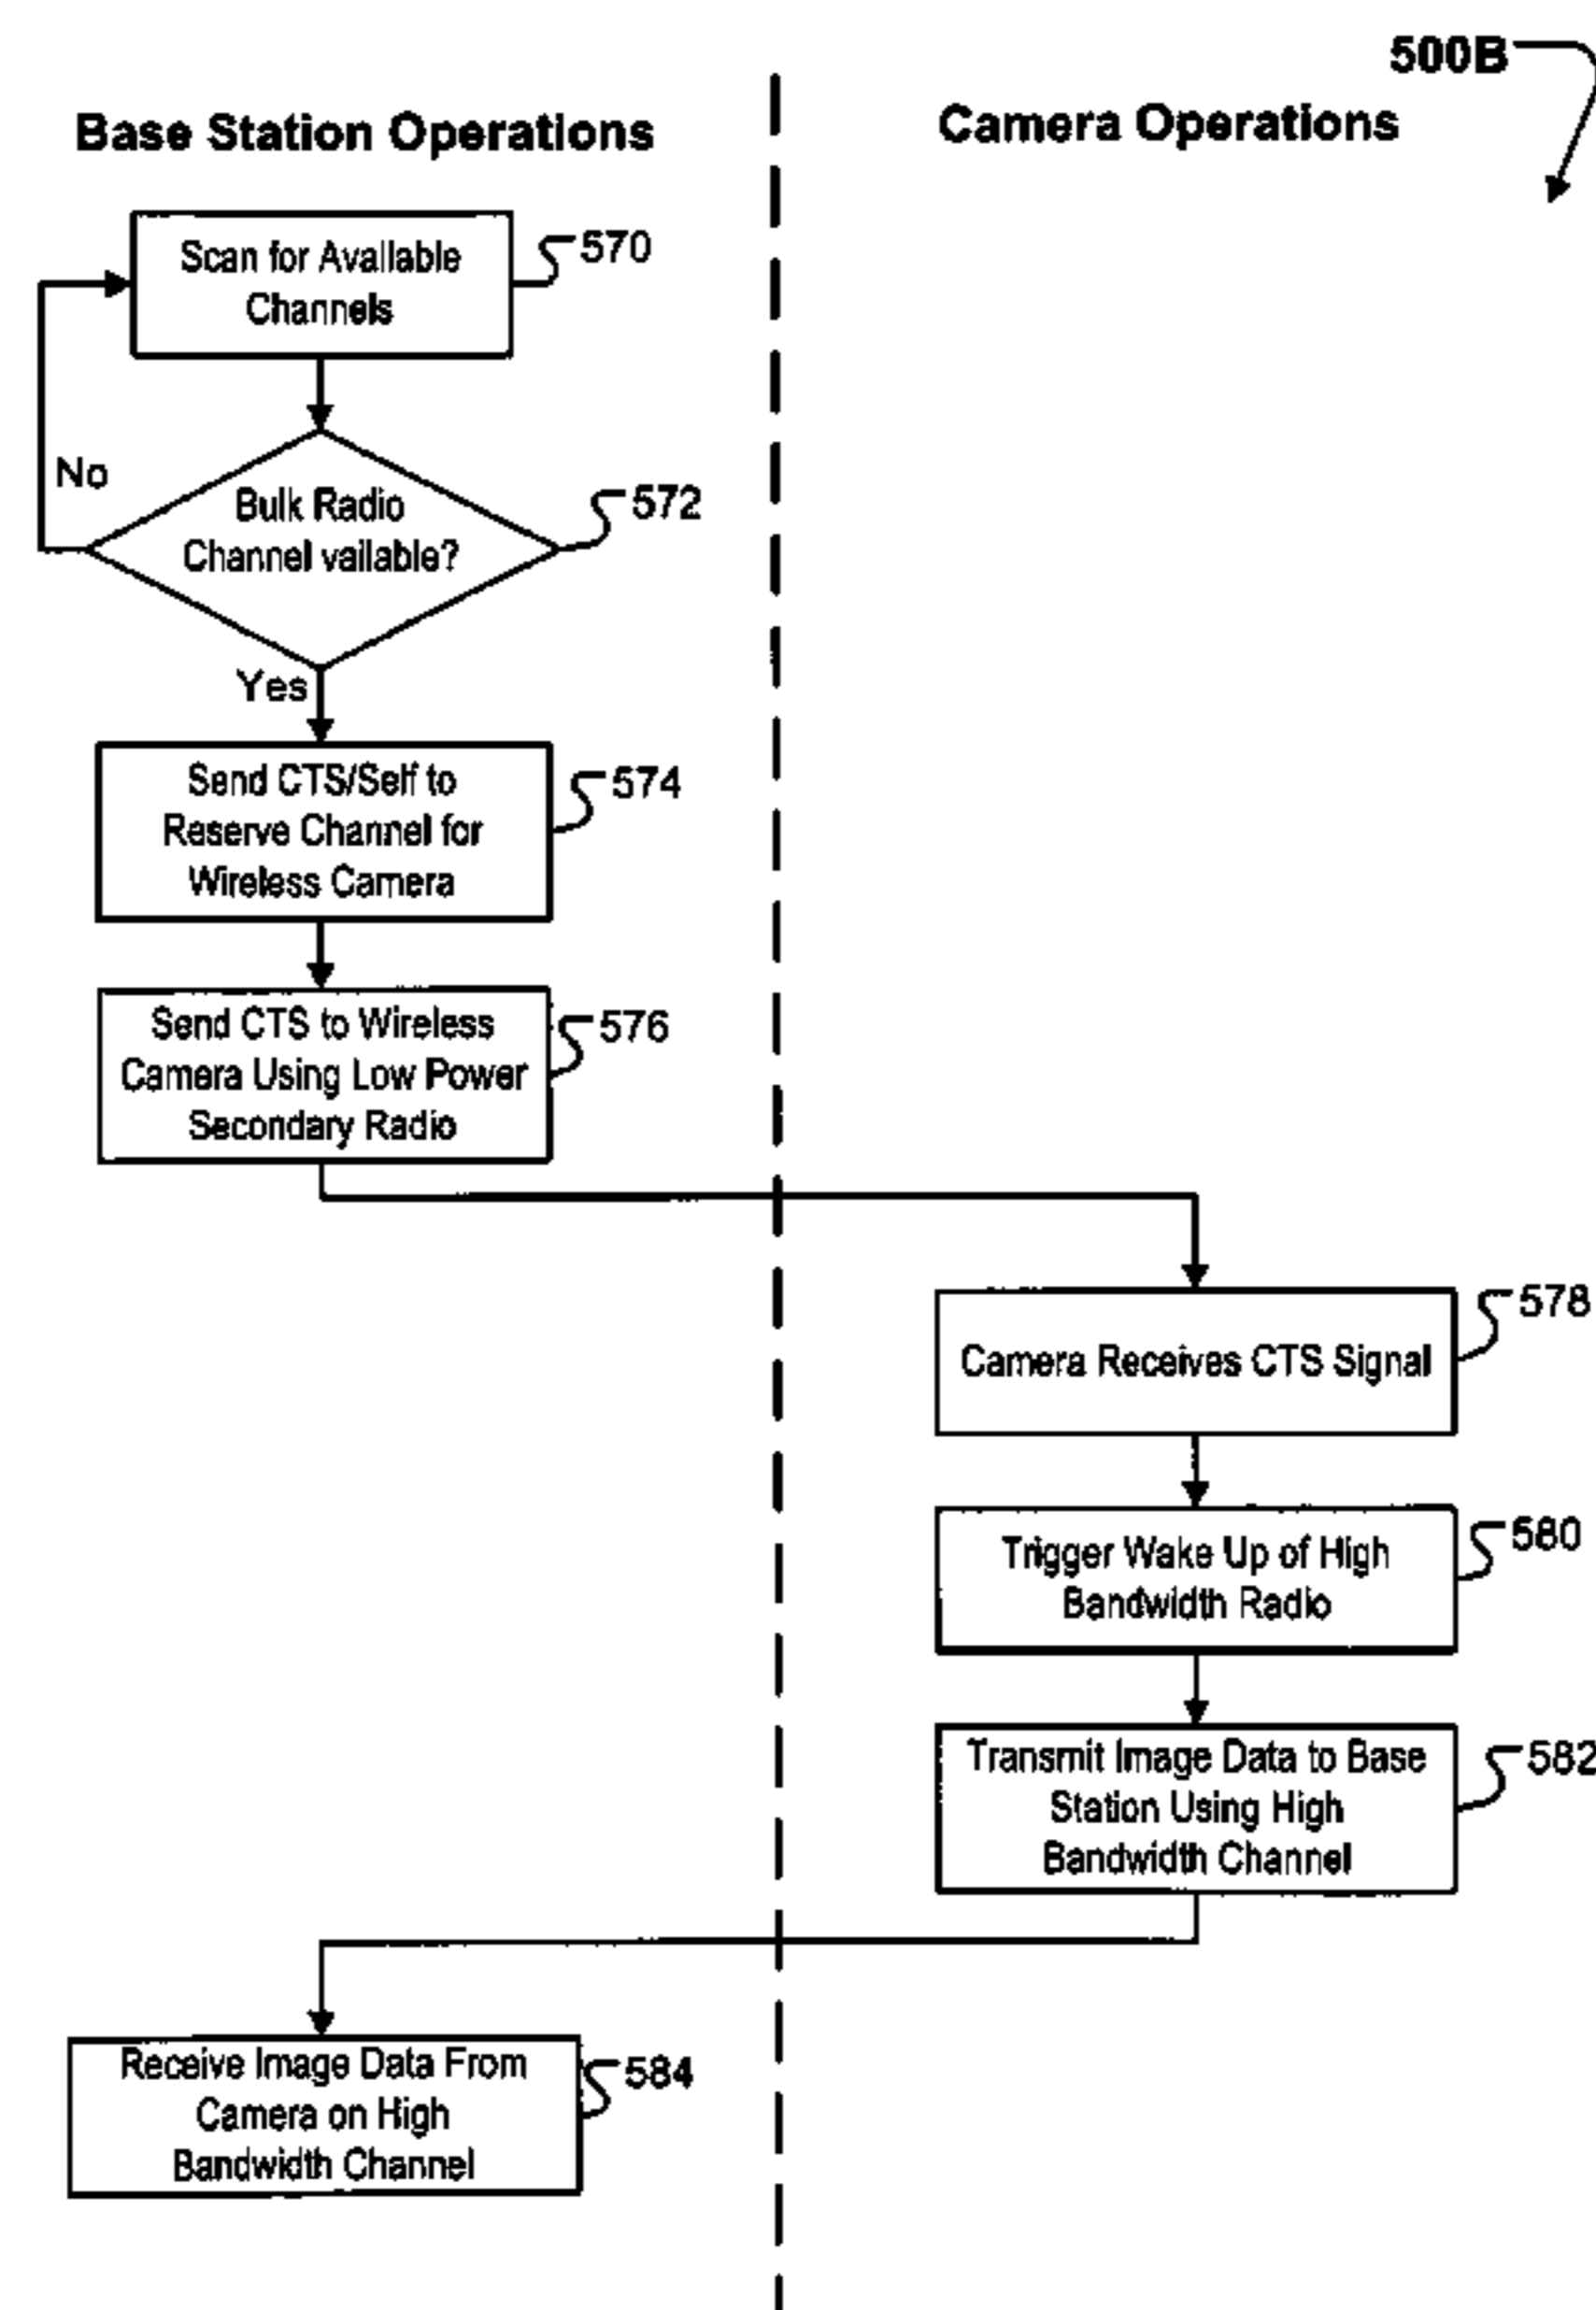 500B
Base Station Operations
Camera Operations
Scan for Available
Channels
570
No
Bulk Radio
Channel vailable?
572
Yes
Send CTS/Self to
Reserve Channel for
Wireless Camera
574
Send CTS to Wireless
Camera Using Low Power
Secondary Radio
576
Camera Receives CTS Signal
578
Trigger Wake Up of High
Bandwidth Radio
580
Transmit Image Data to Base
Station Using High
Bandwidth Channel
582
Receive Image Data From
Camera on High
Bandwidth Channel
584